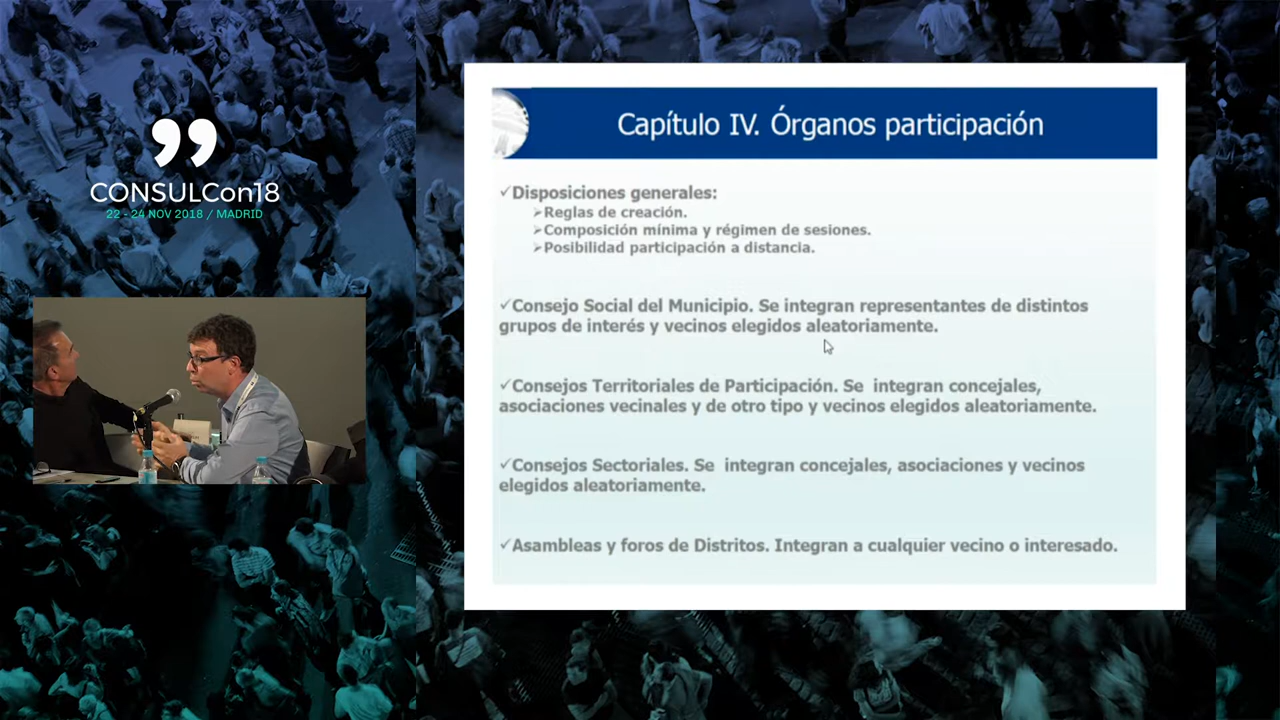 CONSULCon18
22 - 24 NOV 2018 / MADRID
Capítulo IV. Órganos participación
✓Disposiciones generales:
➢Reglas de creación.
➢Composición mínima y régimen de sesiones.
➢Posibilidad participación a distancia.
✓Consejo Social del Municipio. Se integran representantes de distintos
grupos de interés y vecinos elegidos aleatoriamente.
✓Consejos Territoriales de Participación. Se integran concejales,
asociaciones vecinales y de otro tipo y vecinos elegidos aleatoriamente.
✓Consejos Sectoriales. Se integran concejales, asociaciones y vecinos
elegidos aleatoriamente.
✓Asambleas y foros de Distritos. Integran a cualquier vecino o interesado.